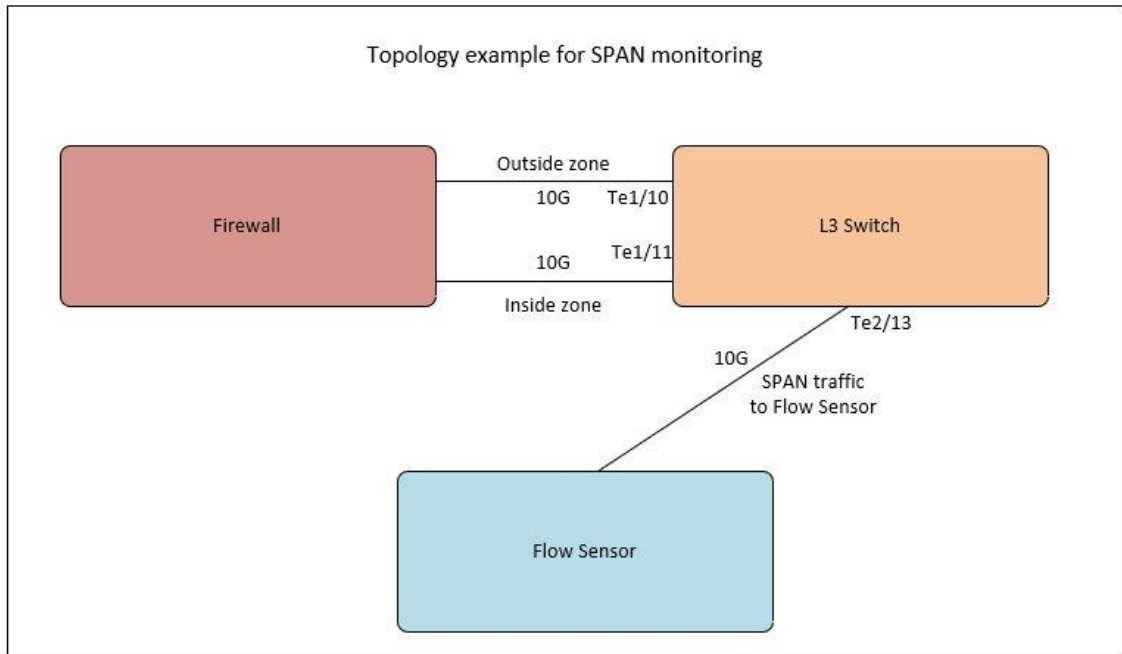 Topology example for SPAN monitoring
Outside zone
10G
Te1/10
Firewall
L3 Switch
Te1/11
10G
Inside zone
Te2/13
10G
SPAN traffic
to Flow Sensor
Flow Sensor